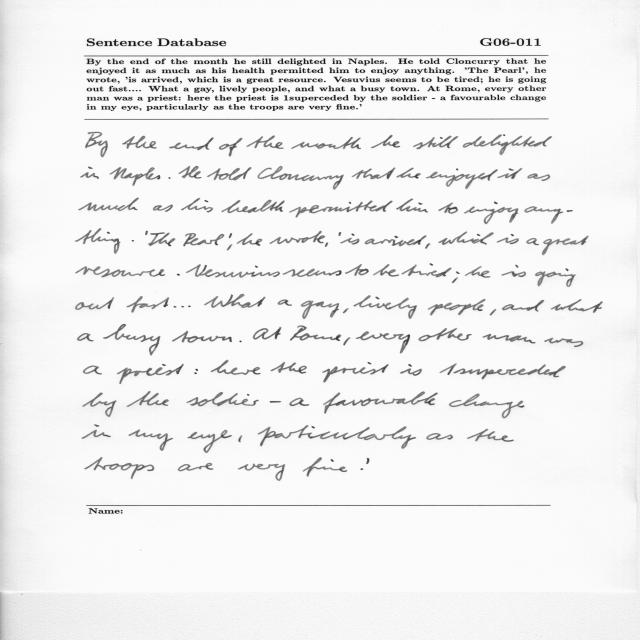 Sentence Database G06-011
By the end of the month he still delighted in Naples. He told Cloncurry that he
enjoyed it as much as his health permitted him to enjoy anything. 'The Pearl', he
wrote, 'is arrived, which is a great resource. Vesuvius seems to be tired; he is going
out fast.... What a gay, lively people, and what a busy town. At Rome, every other
man was a priest: here the priest is 1superceded by the soldier - a favourable change
in my eye, particularly as the troops are very fine.'
By the end of the month he still delighted
in Naples. He told Cloncurry that he enjoyed it as
much as his health permitted him to enjoy any-
thing. 'The Pearl', he wrote, 'is arrived, which is a great
resource. Vesuvius seems to be tired; he is going
out fast... What a gay, lively people, and what
a busy town. At Rome, every other man was
a priest: here the priest is 1superceded
by the soldier - a favourable change
in my eye, particularly as the
troops are very fine.'
Name: